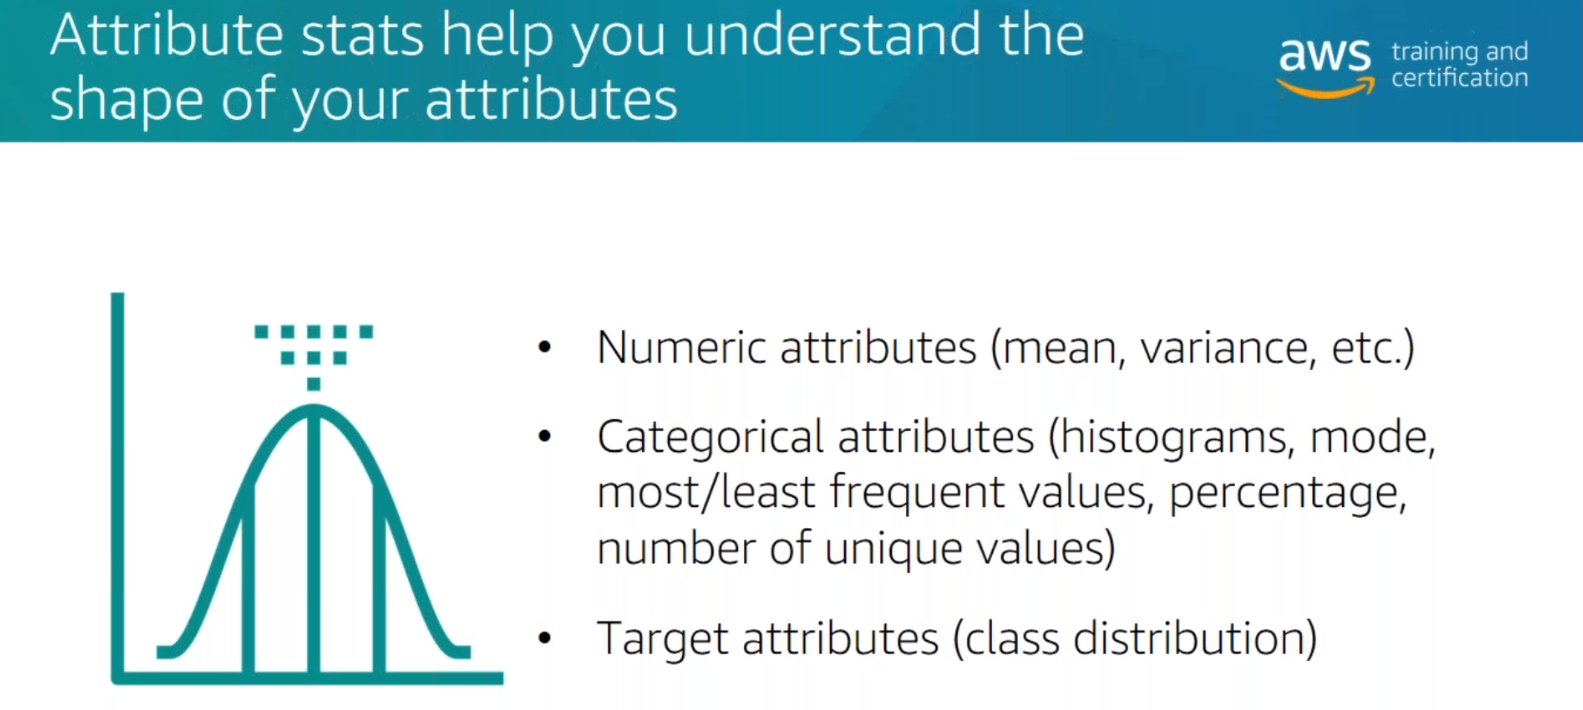 Attribute stats help you understand the
shape of your attributes
aws training and
certification
• Numeric attributes (mean, variance, etc.)
• Categorical attributes (histograms, mode,
most/least frequent values, percentage,
number of unique values)
• Target attributes (class distribution)